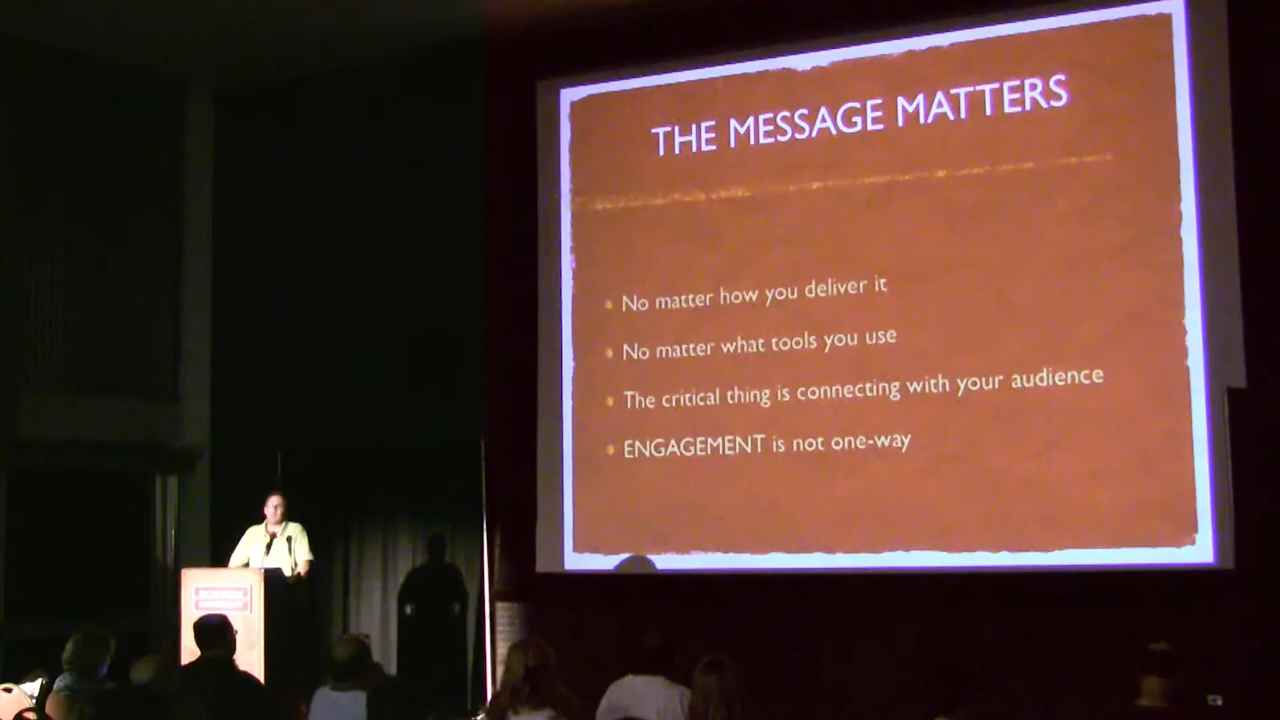 THE MESSAGE MATTERS
No matter how you deliver it
No matter what tools you use
The critical thing is connecting with your audience
ENGAGEMENT is not one-way